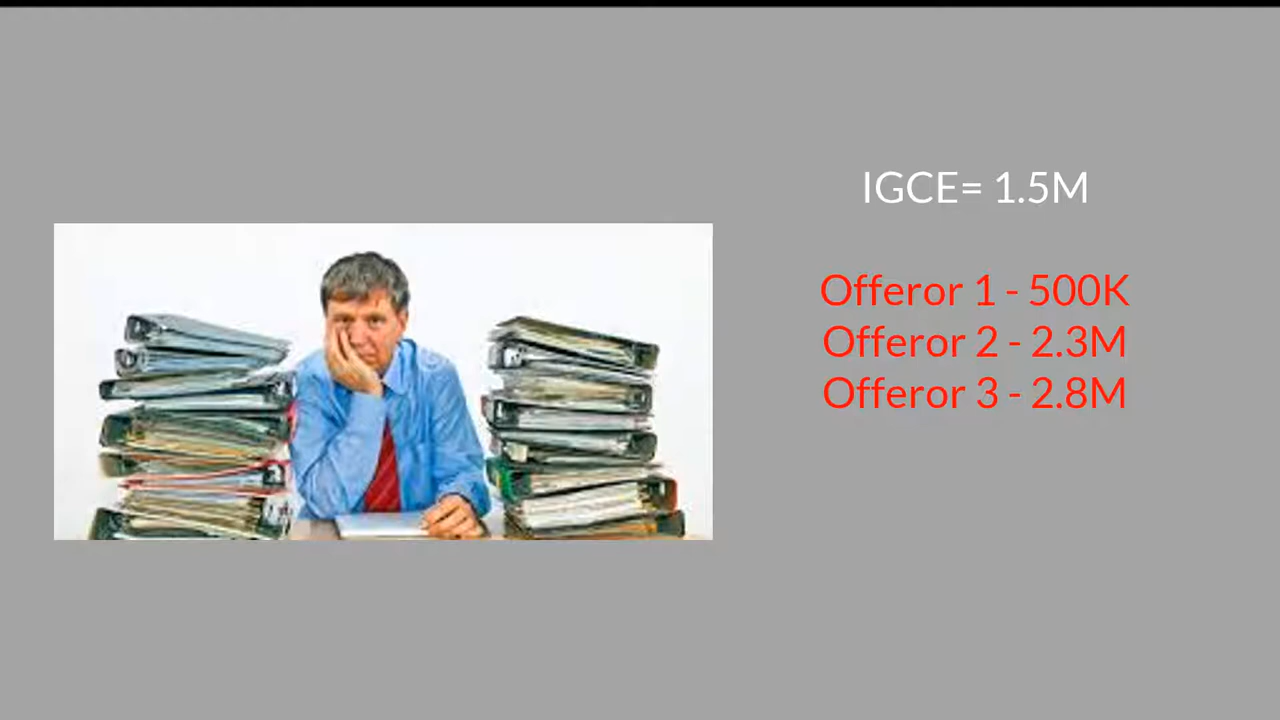 IGCE= 1.5M
Offeror 1 - 500K
Offeror 2 - 2.3M
Offeror 3 - 2.8M